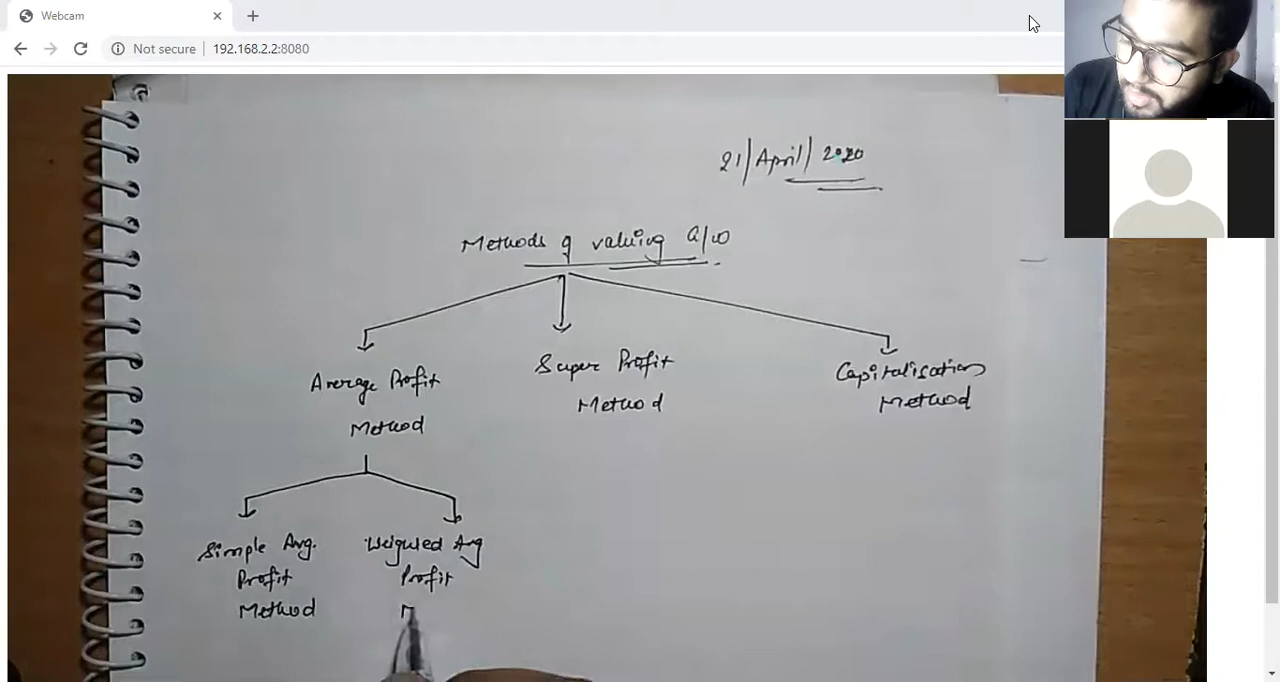 Webcam
Not secure
192.168.2.2:8080
21/April/2020
Methods of valuing G/W
Average Profit
Method
Super Profit
Method
Capitalisation
Method
Simple Avg.
Profit
Method
Weighted Avg
Profit
M